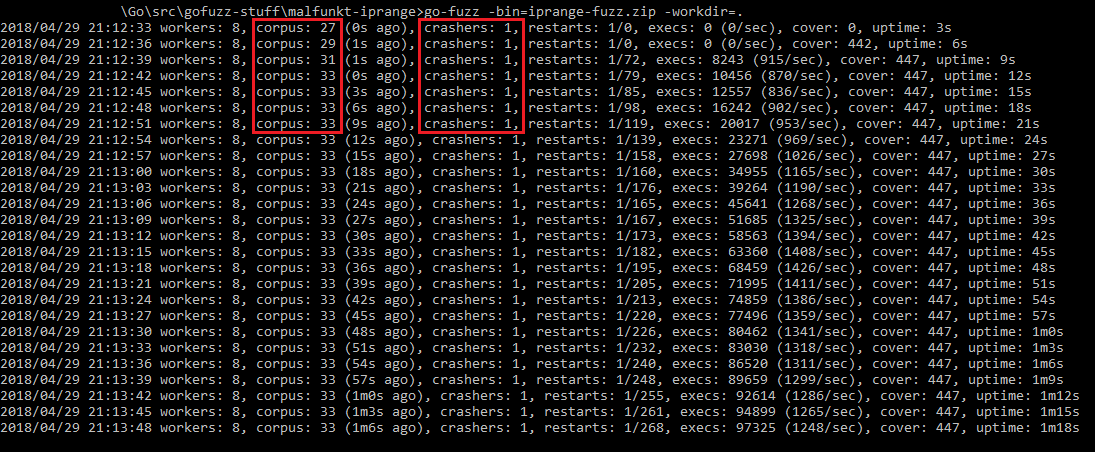 \Go\src\gofuzz-stuff\malfunkt-iprange>go-fuzz -bin=iprange-fuzz.zip -workdir=.
2018/04/29 21:12:33 workers: 8, corpus: 27 (0s ago), crashers: 1, restarts: 1/0, execs: 0 (0/sec), cover: 0, uptime: 3s
2018/04/29 21:12:36 workers: 8, corpus: 29 (1s ago), crashers: 1, restarts: 1/0, execs: 0 (0/sec), cover: 442, uptime: 6s
2018/04/29 21:12:39 workers: 8, corpus: 31 (1s ago), crashers: 1, restarts: 1/72, execs: 8243 (915/sec), cover: 447, uptime: 9s
2018/04/29 21:12:42 workers: 8, corpus: 33 (0s ago), crashers: 1, restarts: 1/79, execs: 10456 (870/sec), cover: 447, uptime: 12s
2018/04/29 21:12:45 workers: 8, corpus: 33 (3s ago), crashers: 1, restarts: 1/85, execs: 12557 (836/sec), cover: 447, uptime: 15s
2018/04/29 21:12:48 workers: 8, corpus: 33 (6s ago), crashers: 1, restarts: 1/98, execs: 16242 (902/sec), cover: 447, uptime: 18s
2018/04/29 21:12:51 workers: 8, corpus: 33 (9s ago), crashers: 1, restarts: 1/119, execs: 20017 (953/sec), cover: 447, uptime: 21s
2018/04/29 21:12:54 workers: 8, corpus: 33 (12s ago), crashers: 1, restarts: 1/139, execs: 23271 (969/sec), cover: 447, uptime: 24s
2018/04/29 21:12:57 workers: 8, corpus: 33 (15s ago), crashers: 1, restarts: 1/158, execs: 27698 (1026/sec), cover: 447, uptime: 27s
2018/04/29 21:13:00 workers: 8, corpus: 33 (18s ago), crashers: 1, restarts: 1/160, execs: 34955 (1165/sec), cover: 447, uptime: 30s
2018/04/29 21:13:03 workers: 8, corpus: 33 (21s ago), crashers: 1, restarts: 1/176, execs: 39264 (1190/sec), cover: 447, uptime: 33s
2018/04/29 21:13:06 workers: 8, corpus: 33 (24s ago), crashers: 1, restarts: 1/165, execs: 45641 (1268/sec), cover: 447, uptime: 36s
2018/04/29 21:13:09 workers: 8, corpus: 33 (27s ago), crashers: 1, restarts: 1/167, execs: 51685 (1325/sec), cover: 447, uptime: 39s
2018/04/29 21:13:12 workers: 8, corpus: 33 (30s ago), crashers: 1, restarts: 1/173, execs: 58563 (1394/sec), cover: 447, uptime: 42s
2018/04/29 21:13:15 workers: 8, corpus: 33 (33s ago), crashers: 1, restarts: 1/182, execs: 63360 (1408/sec), cover: 447, uptime: 45s
2018/04/29 21:13:18 workers: 8, corpus: 33 (36s ago), crashers: 1, restarts: 1/195, execs: 68459 (1426/sec), cover: 447, uptime: 48s
2018/04/29 21:13:21 workers: 8, corpus: 33 (39s ago), crashers: 1, restarts: 1/205, execs: 71995 (1411/sec), cover: 447, uptime: 51s
2018/04/29 21:13:24 workers: 8, corpus: 33 (42s ago), crashers: 1, restarts: 1/213, execs: 74859 (1386/sec), cover: 447, uptime: 54s
2018/04/29 21:13:27 workers: 8, corpus: 33 (45s ago), crashers: 1, restarts: 1/220, execs: 77496 (1359/sec), cover: 447, uptime: 57s
2018/04/29 21:13:30 workers: 8, corpus: 33 (48s ago), crashers: 1, restarts: 1/226, execs: 80462 (1341/sec), cover: 447, uptime: 1m0s
2018/04/29 21:13:33 workers: 8, corpus: 33 (51s ago), crashers: 1, restarts: 1/232, execs: 83030 (1318/sec), cover: 447, uptime: 1m3s
2018/04/29 21:13:36 workers: 8, corpus: 33 (54s ago), crashers: 1, restarts: 1/240, execs: 86520 (1311/sec), cover: 447, uptime: 1m6s
2018/04/29 21:13:39 workers: 8, corpus: 33 (57s ago), crashers: 1, restarts: 1/248, execs: 89659 (1299/sec), cover: 447, uptime: 1m9s
2018/04/29 21:13:42 workers: 8, corpus: 33 (1m0s ago), crashers: 1, restarts: 1/255, execs: 92614 (1286/sec), cover: 447, uptime: 1m12s
2018/04/29 21:13:45 workers: 8, corpus: 33 (1m3s ago), crashers: 1, restarts: 1/261, execs: 94899 (1265/sec), cover: 447, uptime: 1m15s
2018/04/29 21:13:48 workers: 8, corpus: 33 (1m6s ago), crashers: 1, restarts: 1/268, execs: 97325 (1248/sec), cover: 447, uptime: 1m18s